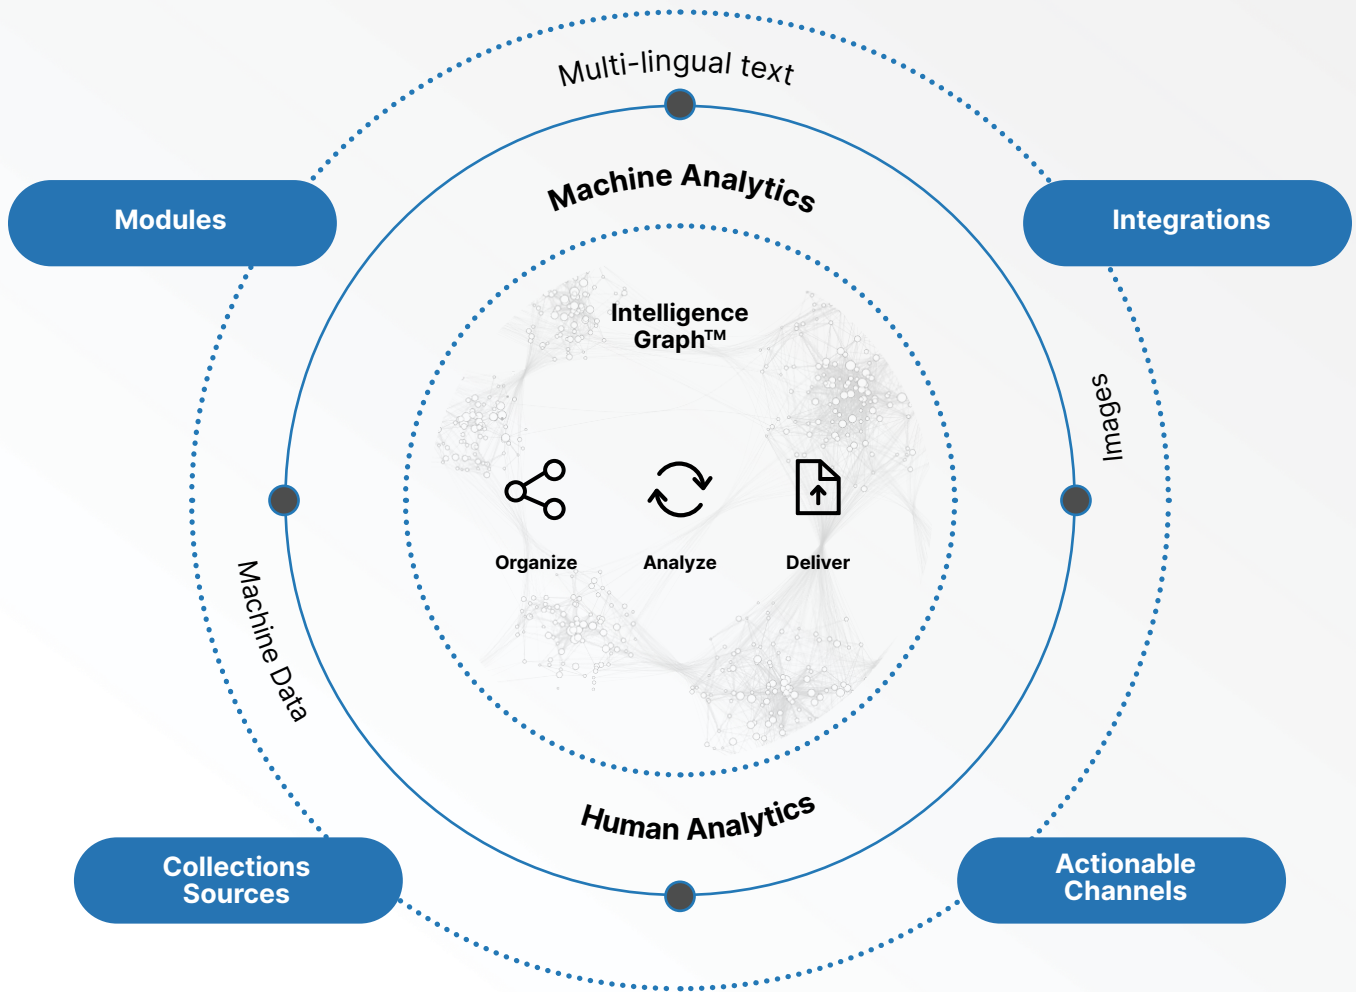 Multi-lingual text
Machine Analytics
Modules
Integrations
Intelligence
Graph™
Images
Organize
Analyze
Deliver
Machine Data
Human Analytics
Collections
Sources
Actionable
Channels